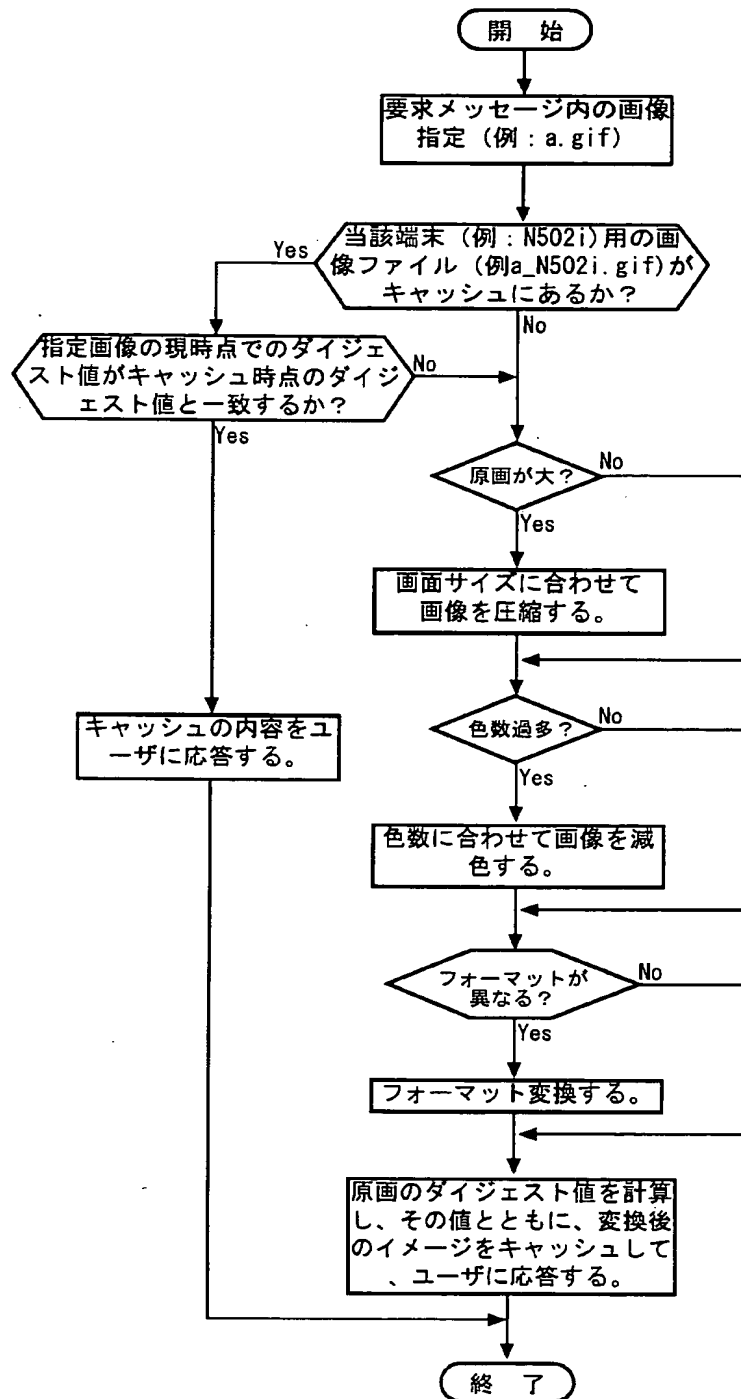 開 始
要求メッセージ内の画像
指定 (例：a.gif)
当該端末 (例：N502i)用の画
像ファイル (例a_N502i.gif)が
キャッシュにあるか？
Yes
No
指定画像の現時点でのダイジェ
スト値がキャッシュ時点のダイジ
ェスト値と一致するか？
No
Yes
原画が大？
No
Yes
画面サイズに合わせて
画像を圧縮する。
キャッシュの内容をユ
ーザに応答する。
色数過多？
No
Yes
色数に合わせて画像を減
色する。
フォーマットが
異なる？
No
Yes
フォーマット変換する。
原画のダイジェスト値を計算
し、その値とともに、変換後
のイメージをキャッシュして
、ユーザに応答する。
終 了